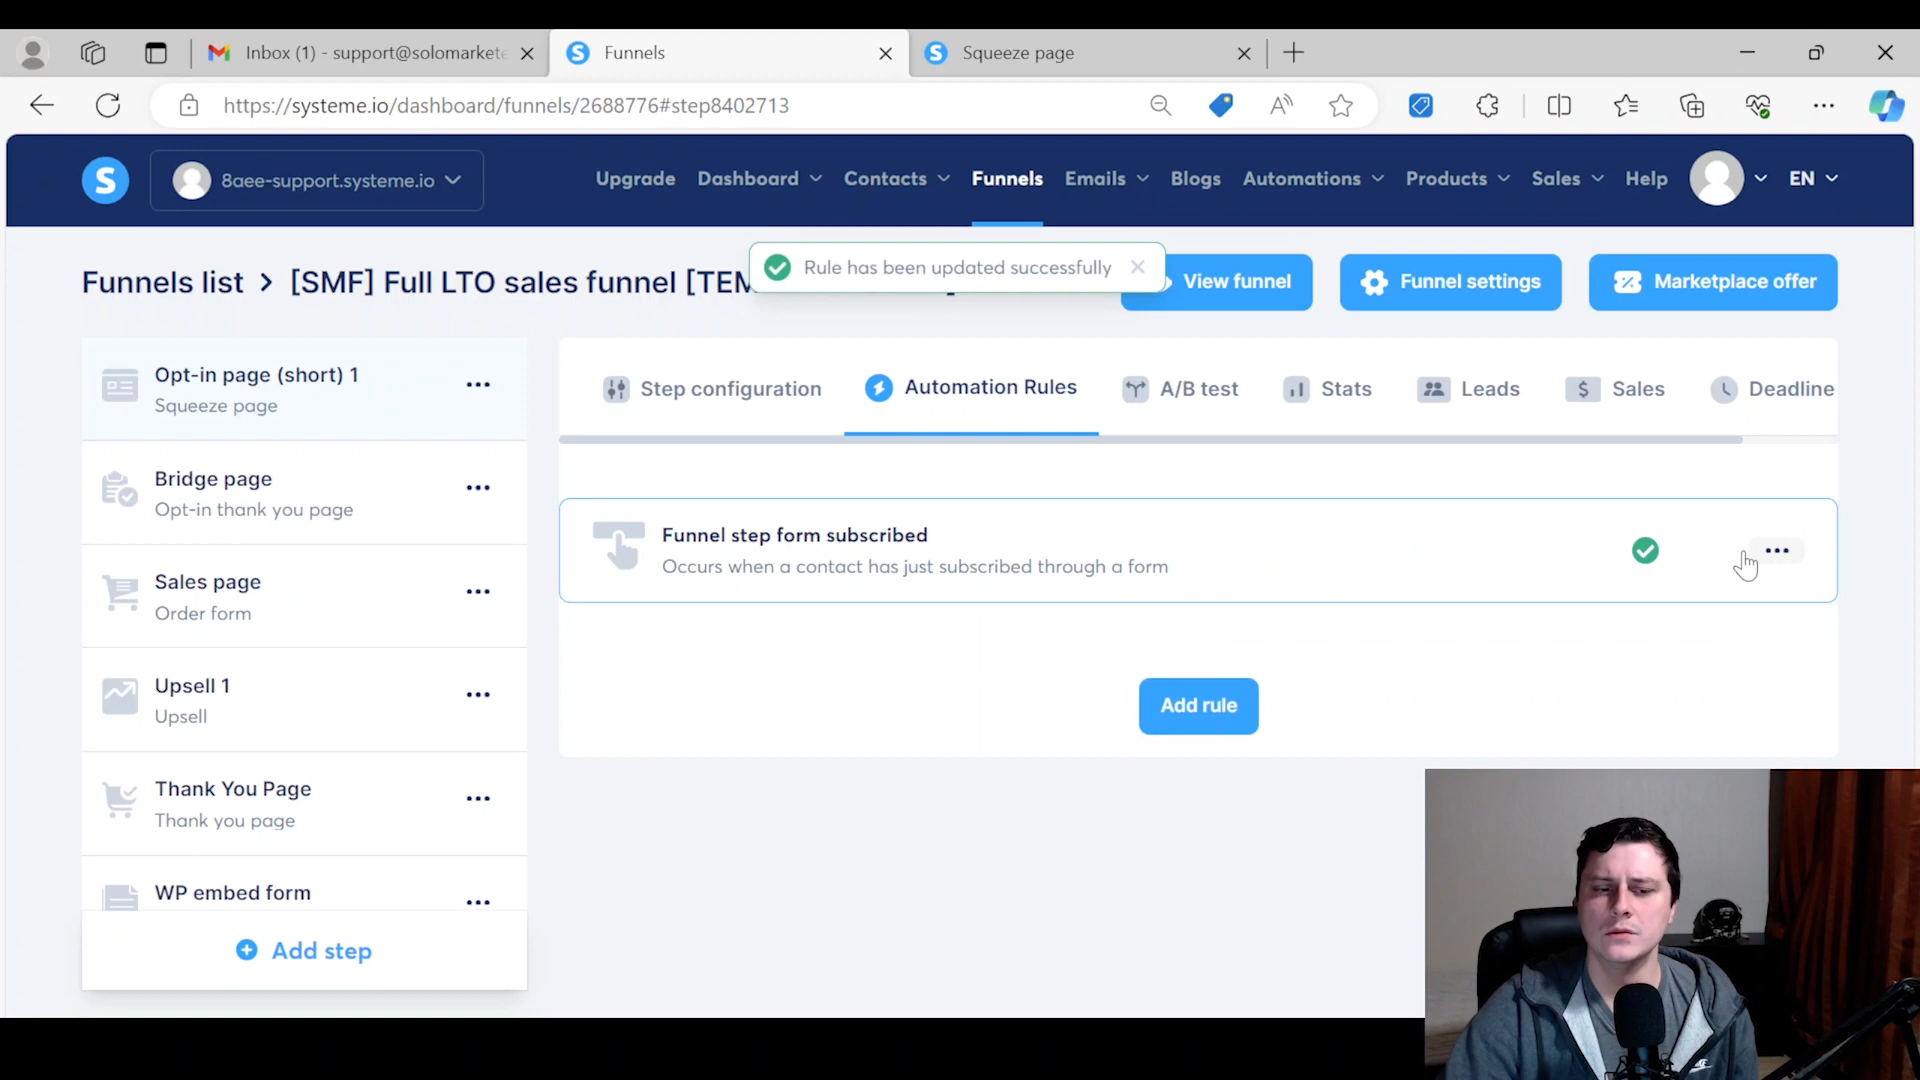 Inbox (1) - support@solomarkete
Funnels
Squeeze page
https://systeme.io/dashboard/funnels/2688776#step8402713
S
8aee-support.systeme.io
Upgrade
Dashboard
Contacts
Funnels
Emails
Blogs
Automations
Products
Sales
Help
EN
Rule has been updated successfully
Funnels list > [SMF] Full LTO sales funnel [TEM
View funnel
Funnel settings
Marketplace offer
Opt-in page (short) 1
Squeeze page
Bridge page
Opt-in thank you page
Sales page
Order form
Upsell 1
Upsell
Thank You Page
Thank you page
WP embed form
Add step
Step configuration
Automation Rules
A/B test
Stats
Leads
Sales
Deadline
Funnel step form subscribed
Occurs when a contact has just subscribed through a form
Add rule